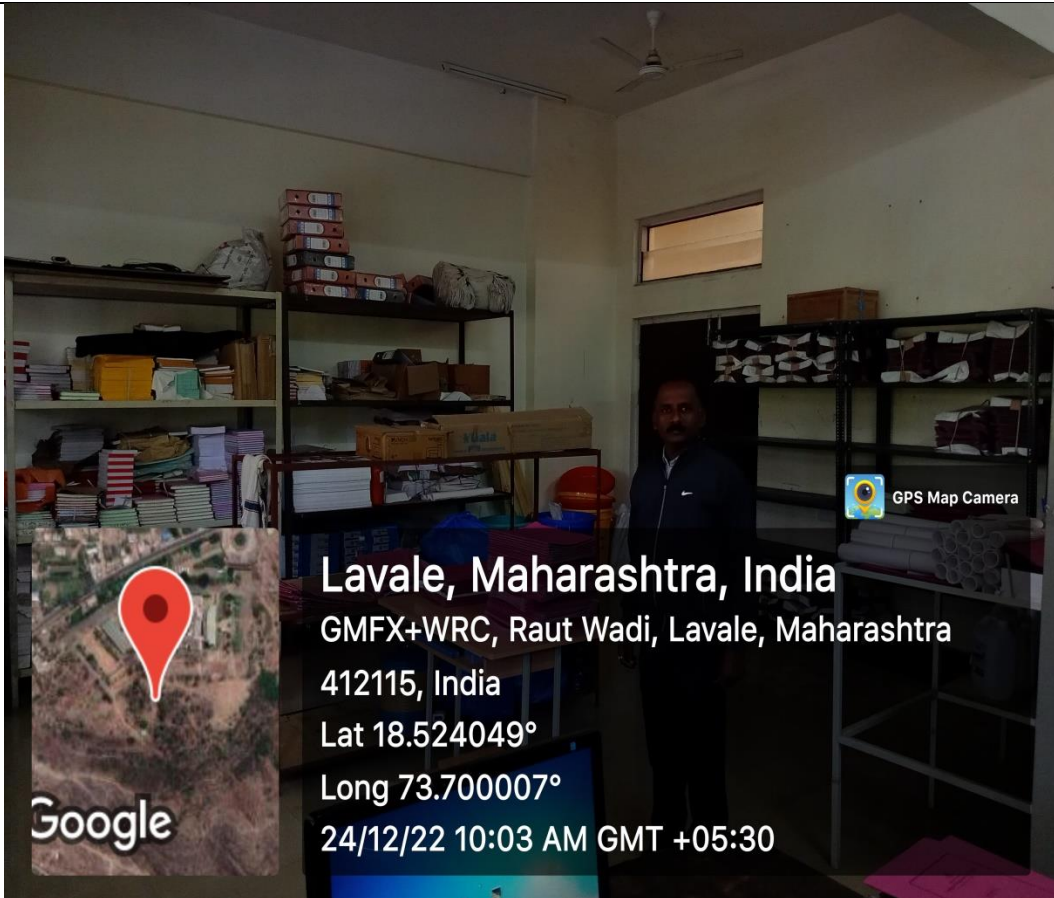 GPS Map Camera
Lavale, Maharashtra, India
GMFX+WRC, Raut Wadi, Lavale, Maharashtra
412115, India
Lat 18.524049°
Long 73.700007°
24/12/22 10:03 AM GMT +05:30
Google